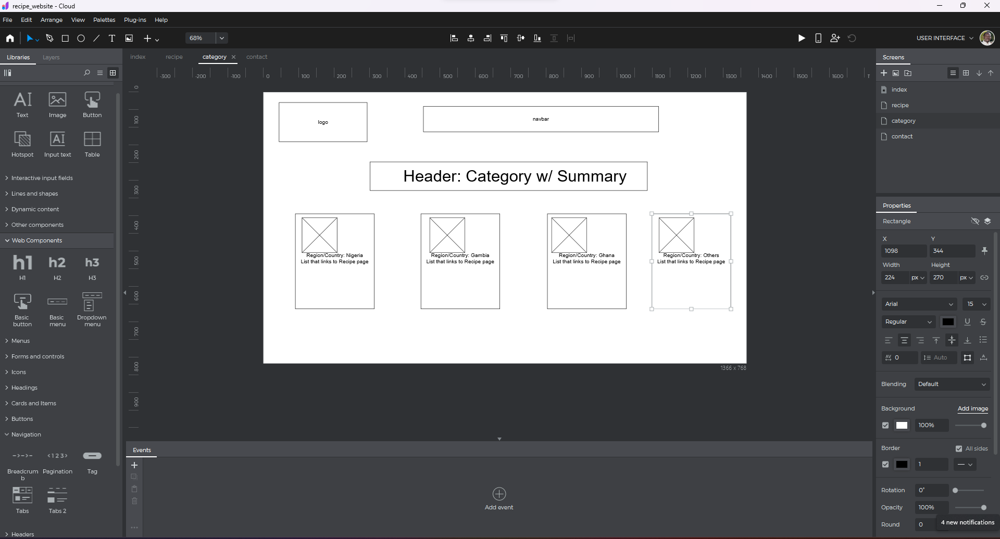 recipe_website - Cloud
File Edit Arrange View Palettes Plug-ins Help
68%
USER INTERFACE
Libraries Layers
index recipe category contact
Screens
-300 -200 -100 0 100 200 300 400 500 600 700 800 900 1000 1100 1200 1300 1400 1500 1600
0 100 200 300 400 500 600 700 800 900
Text Image Button
Hotspot Input text Table
Interactive input fields
Lines and shapes
Dynamic content
Other components
Web Components
h1 h2 h3
H1 H2 H3
Basic button
Basic menu
Dropdown menu
Menus
Forms and controls
Icons
Headings
Cards and Items
Buttons
Navigation
<123>
Breadcrum
b
Pagination
Tag
Tabs Tabs 2
Headers
logo
navbar
Header: Category w/ Summary
Region/Country: Nigeria
List that links to Recipe page
Region/Country: Gambia
List that links to Recipe page
Region/Country: Ghana
List that links to Recipe page
Region/Country: Others
List that links to Recipe page
1366 x 768
Events
Add event
index
recipe
category
contact
Properties
Rectangle
X Y
1098 344
Width Height
224 px 270 px
Arial 15
Regular U S
AV 0 Auto A
Blending Default
Background Add image
100%
Border All sides
1
Rotation 0°
Opacity 100%
Round 0
4 new notifications